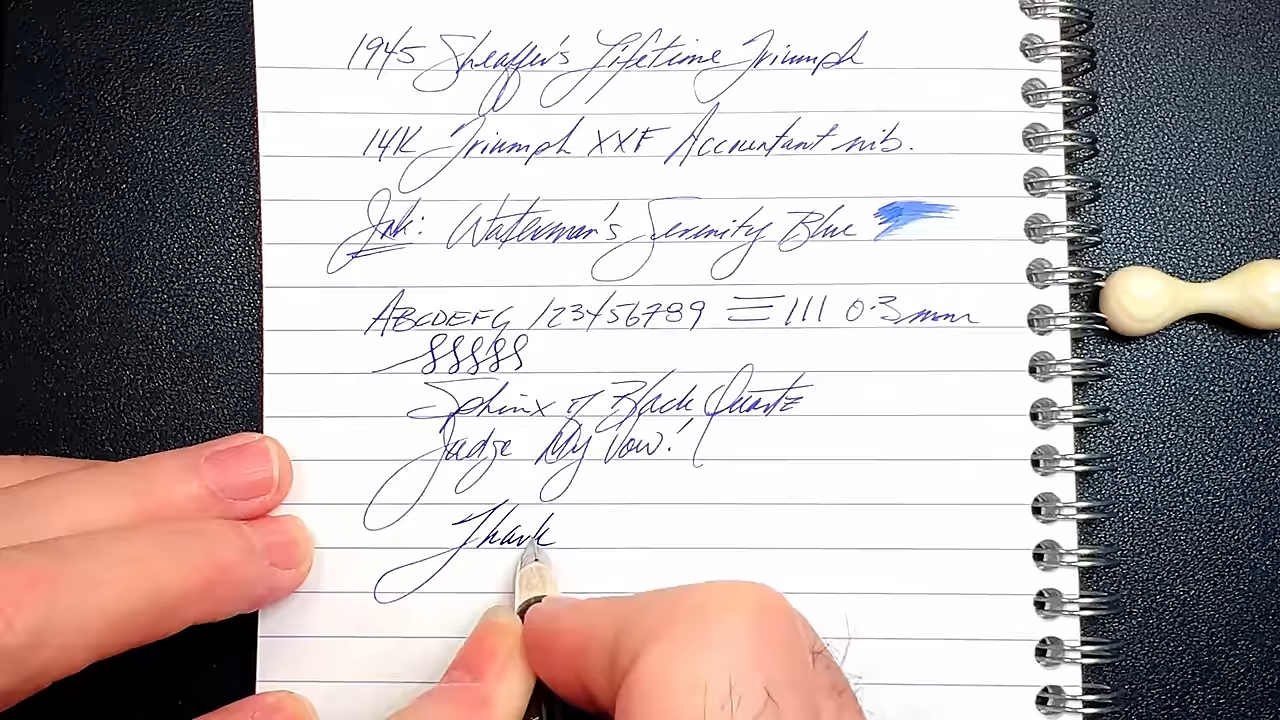 1945 Sheaffer's Lifetime Triumph
14K Triumph XXF Accountant nib.
Ink: Waterman's Serenity Blue
ABCDEFG 123456789 ☰ 111 0.3mm
§§§§§
Sphinx of Black Quartz
Judge My Vow!
Thank